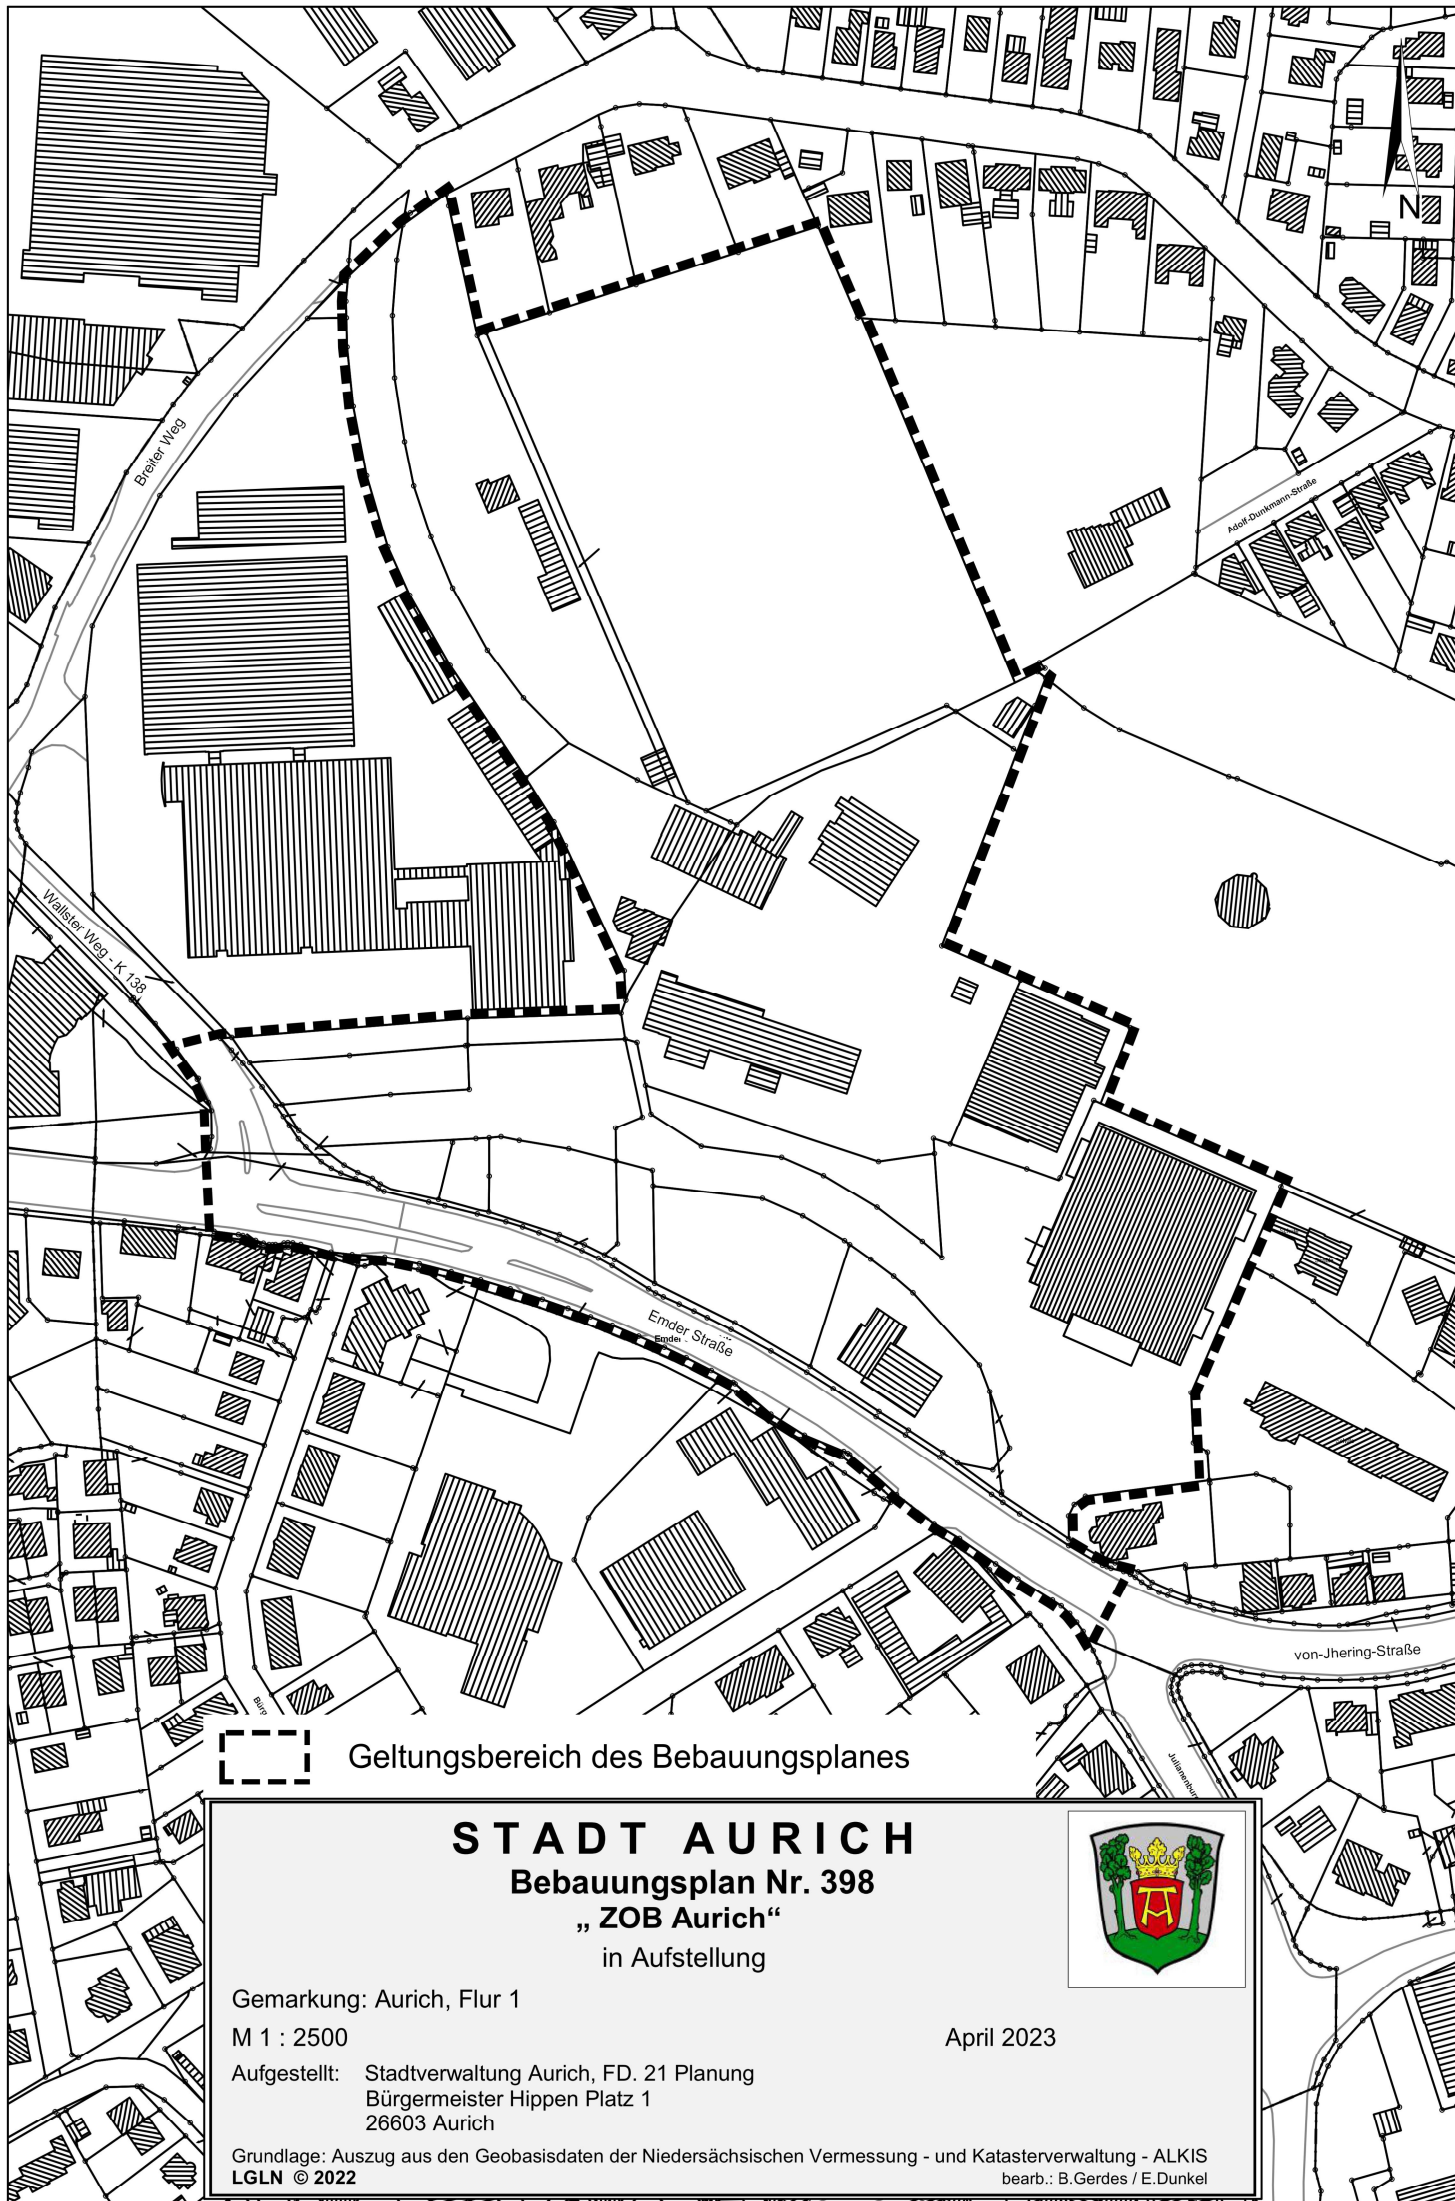 N
Breiter Weg
Adolf-Dunkmann-Straße
Wallster Weg - K 138
Emder Straße
von-Jhering-Straße
Geltungsbereich des Bebauungsplanes
STADT AURICH
Bebauungsplan Nr. 398
„ ZOB Aurich“
in Aufstellung
Gemarkung: Aurich, Flur 1
M 1 : 2500
April 2023
Aufgestellt: Stadtverwaltung Aurich, FD. 21 Planung
Bürgermeister Hippen Platz 1
26603 Aurich
Grundlage: Auszug aus den Geobasisdaten der Niedersächsischen Vermessung - und Katasterverwaltung - ALKIS
LGLN © 2022
bearb.: B.Gerdes / E.Dunkel